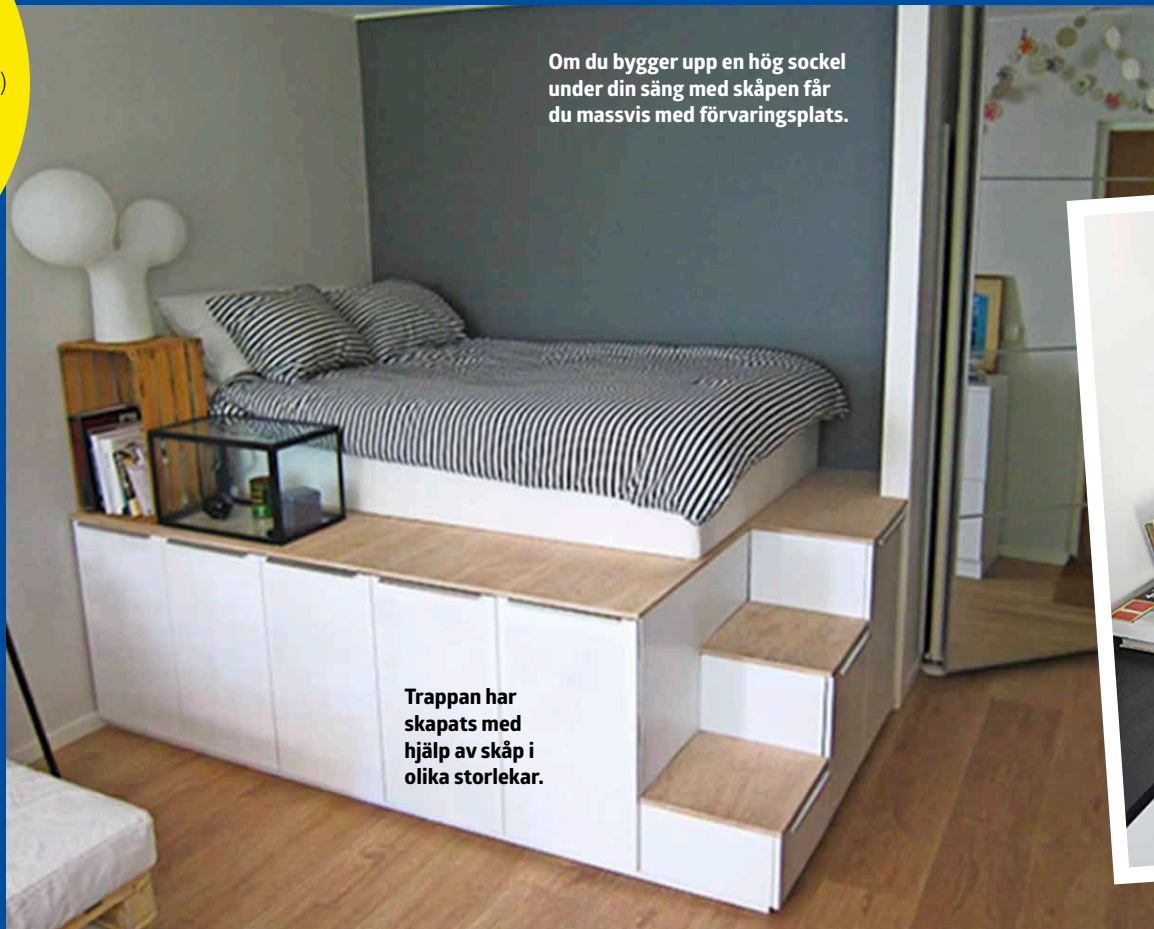 )
Om du bygger upp en hög sockel
under din säng med skåpen får
du massvis med förvaringsplats.
Trappan har
skapats med
hjälp av skåp i
olika storlekar.